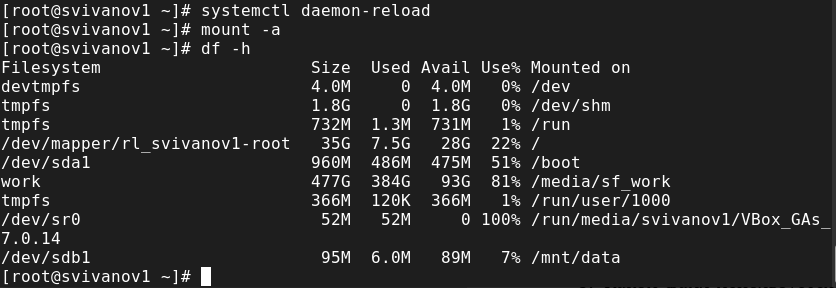 [root@svivanov1 ~]# systemctl daemon-reload
[root@svivanov1 ~]# mount -a
[root@svivanov1 ~]# df -h
Filesystem                      Size  Used Avail Use% Mounted on
devtmpfs                        4.0M     0  4.0M   0% /dev
tmpfs                           1.8G     0  1.8G   0% /dev/shm
tmpfs                           732M  1.3M  731M   1% /run
/dev/mapper/rl_svivanov1-root    35G  7.5G   28G  22% /
/dev/sda1                       960M  486M  475M  51% /boot
work                            477G  384G   93G  81% /media/sf_work
tmpfs                           366M  120K  366M   1% /run/user/1000
/dev/sr0                         52M   52M     0 100% /run/media/svivanov1/VBox_GAs_
7.0.14
/dev/sdb1                        95M  6.0M   89M   7% /mnt/data
[root@svivanov1 ~]#